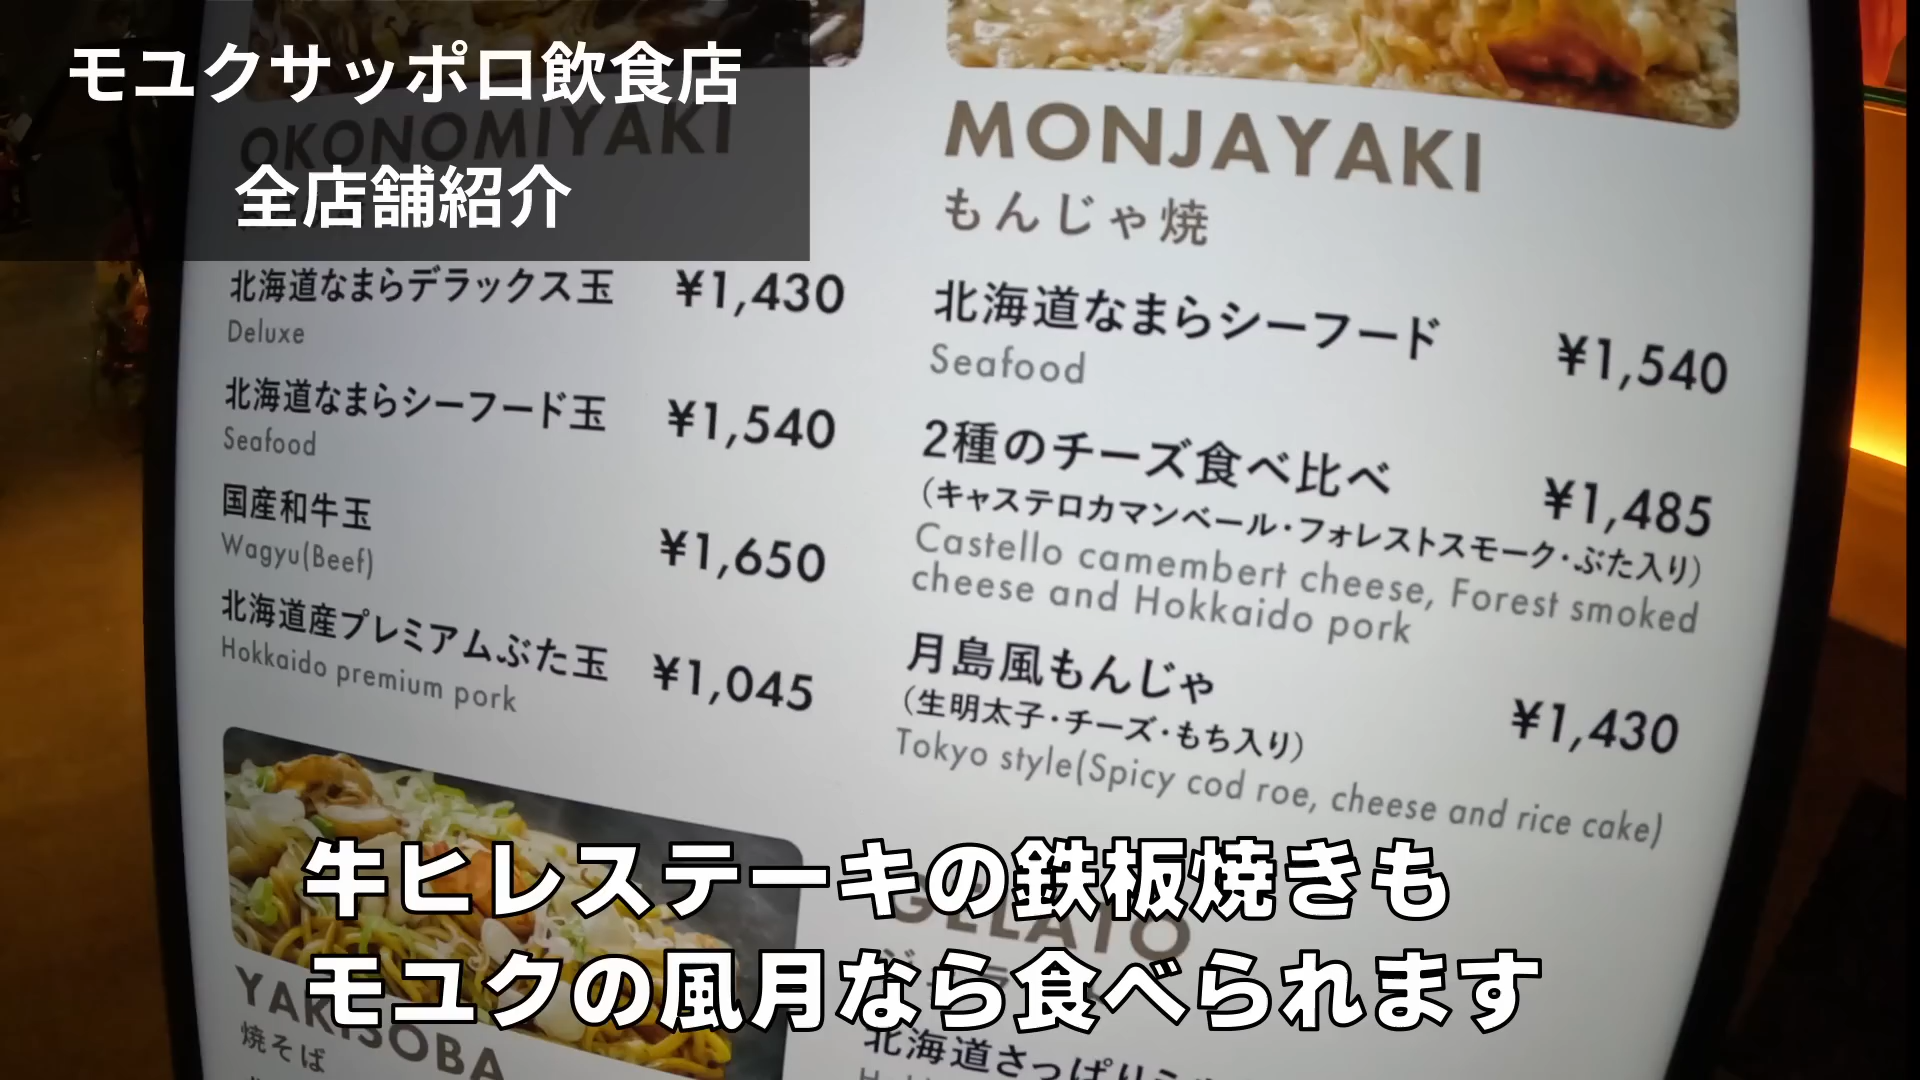 モユクサッポロ飲食店
全店舗紹介
OKONOMIYAKI
北海道なまらデラックス玉 ¥1,430
Deluxe
北海道なまらシーフード玉 ¥1,540
Seafood
国産和牛玉 ¥1,650
Wagyu(Beef)
北海道産プレミアムぶた玉 ¥1,045
Hokkaido premium pork
YAKISOBA
焼そば
MONJAYAKI
もんじゃ焼
北海道なまらシーフード ¥1,540
Seafood
2種のチーズ食べ比べ ¥1,485
(キャステロカマンベール・フォレストスモーク・ぶた入り)
Castello camembert cheese, Forest smoked
cheese and Hokkaido pork
月島風もんじゃ ¥1,430
(生明太子・チーズ・もち入り)
Tokyo style(Spicy cod roe, cheese and rice cake)
GELATO
北海道さっぱり
牛ヒレステーキの鉄板焼きも
モユクの風月なら食べられます